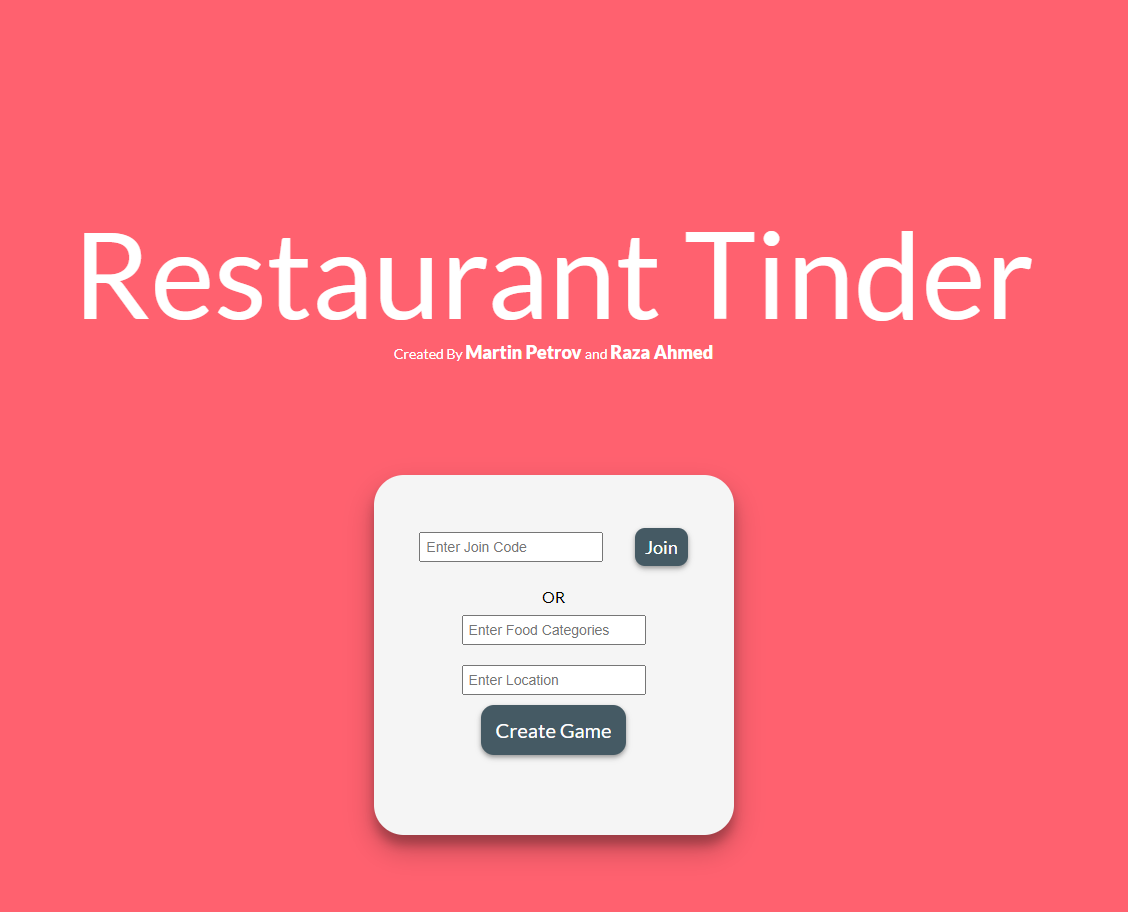 Restaurant Tinder
Created By Martin Petrov and Raza Ahmed
Enter Join Code Join
OR
Enter Food Categories
Enter Location
Create Game